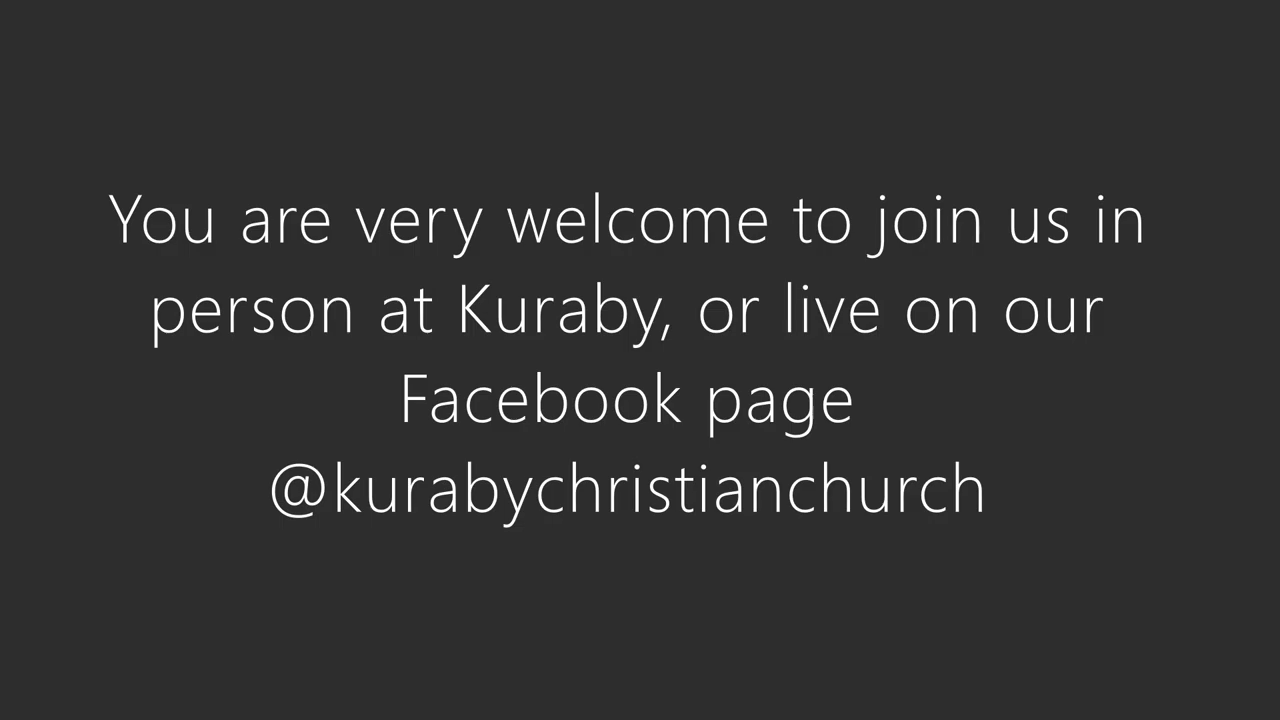 You are very welcome to join us in
person at Kuraby, or live on our
Facebook page
@kurabychristianchurch